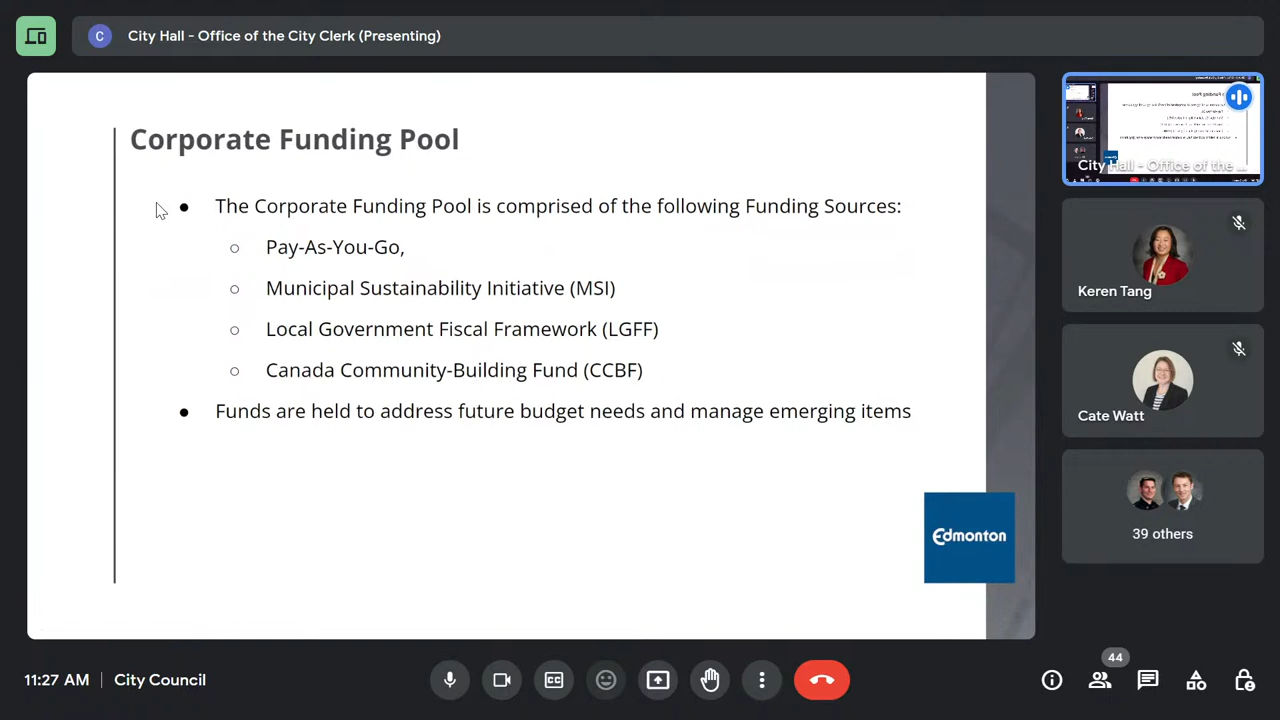 C City Hall - Office of the City Clerk (Presenting)
Corporate Funding Pool
● The Corporate Funding Pool is comprised of the following Funding Sources:
○ Pay-As-You-Go,
○ Municipal Sustainability Initiative (MSI)
○ Local Government Fiscal Framework (LGFF)
○ Canada Community-Building Fund (CCBF)
● Funds are held to address future budget needs and manage emerging items
Edmonton
City Hall - Office of the ...
Keren Tang
Cate Watt
39 others
11:27 AM | City Council
CC
44